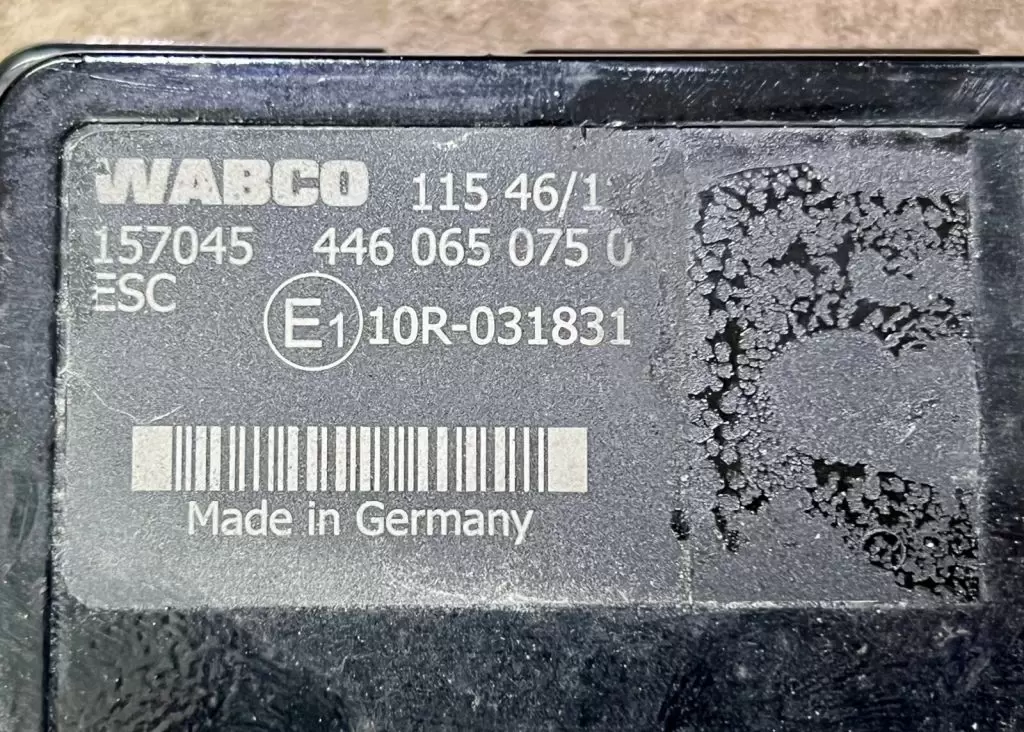 WABCO 115 46/1
157045 446 065 075 0
ESC
E1 10R-031831
Made in Germany